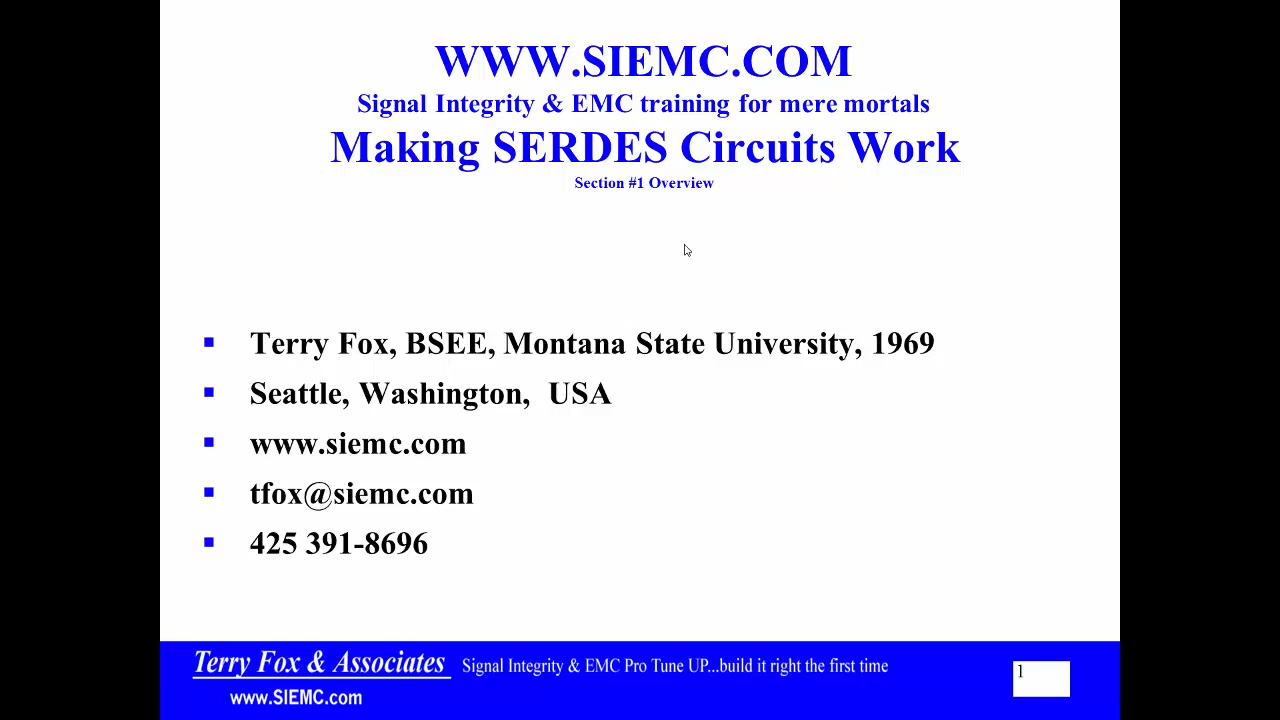 WWW.SIEMC.COM
Signal Integrity & EMC training for mere mortals
Making SERDES Circuits Work
Section #1 Overview
Terry Fox, BSEE, Montana State University, 1969
Seattle, Washington, USA
www.siemc.com
tfox@siemc.com
425 391-8696
Terry Fox & Associates Signal Integrity & EMC Pro Tune UP...build it right the first time
www.SIEMC.com
1